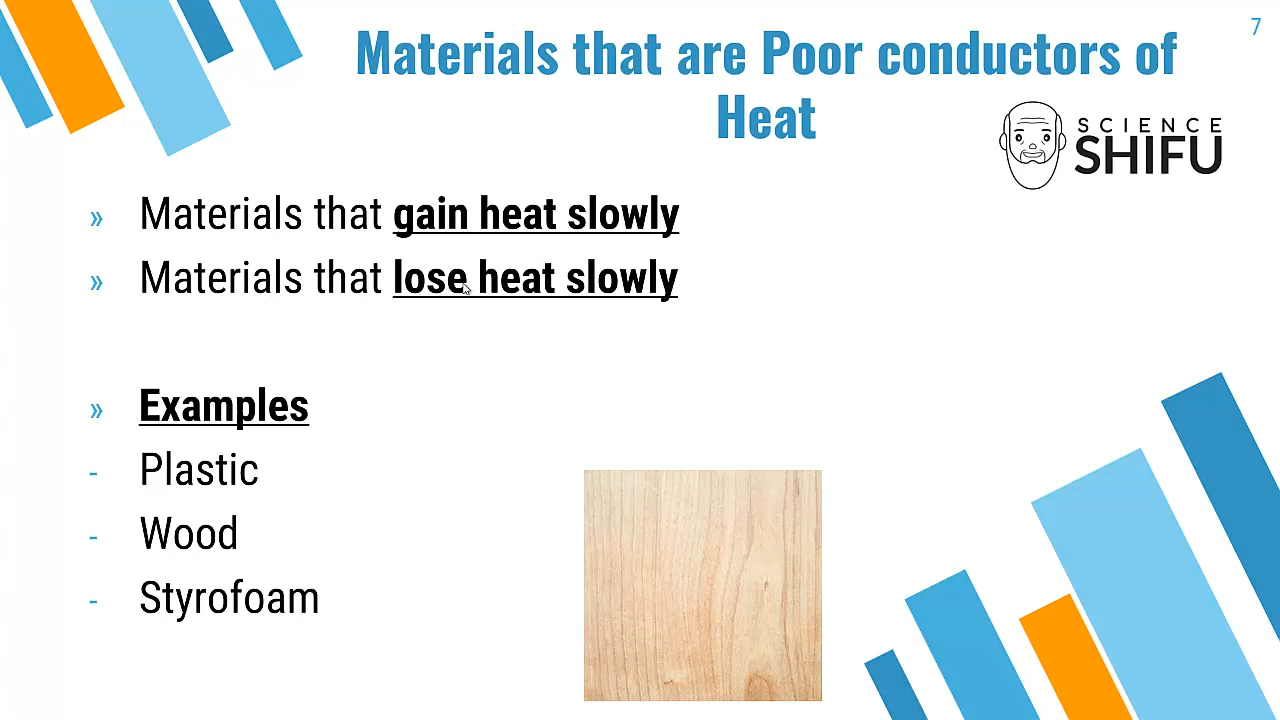 7
Materials that are Poor conductors of
Heat
SCIENCE
SHIFU
» Materials that gain heat slowly
» Materials that lose heat slowly
» Examples
- Plastic
- Wood
- Styrofoam